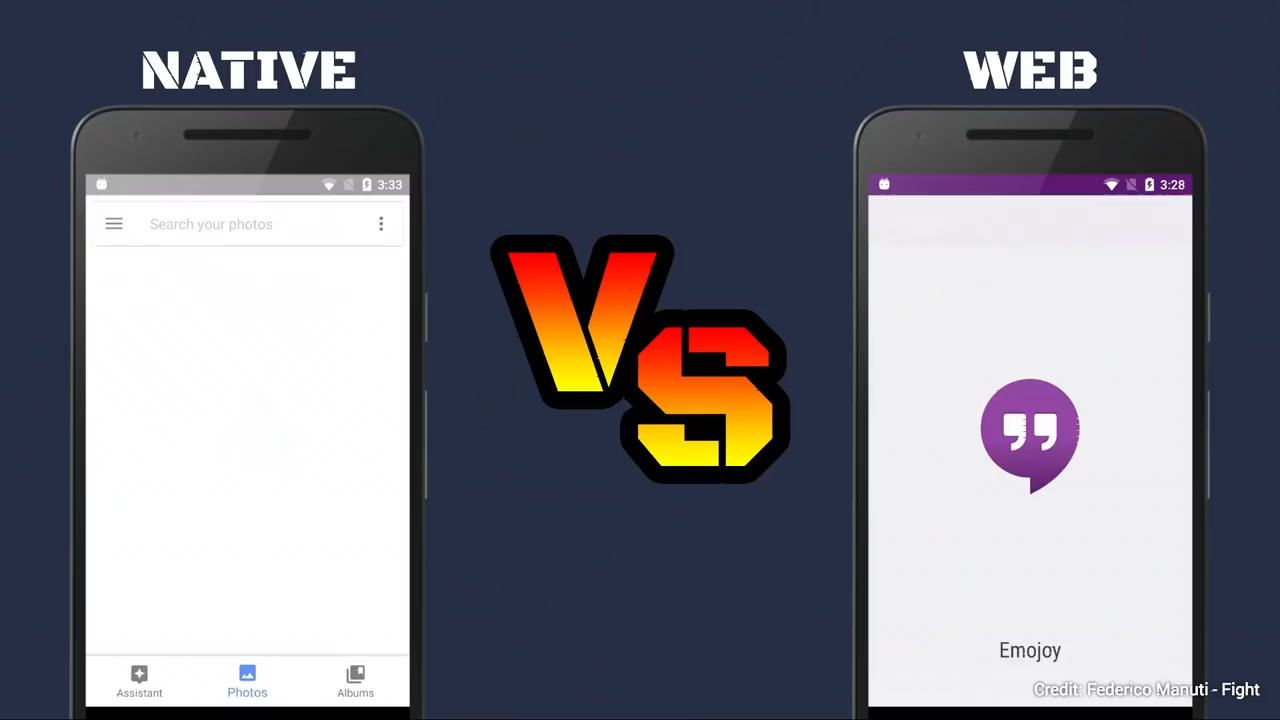 NATIVE
WEB
3:33
3:28
Search your photos
VS
Emojoy
Assistant
Photos
Albums
Credit: Federico Manuti - Fight